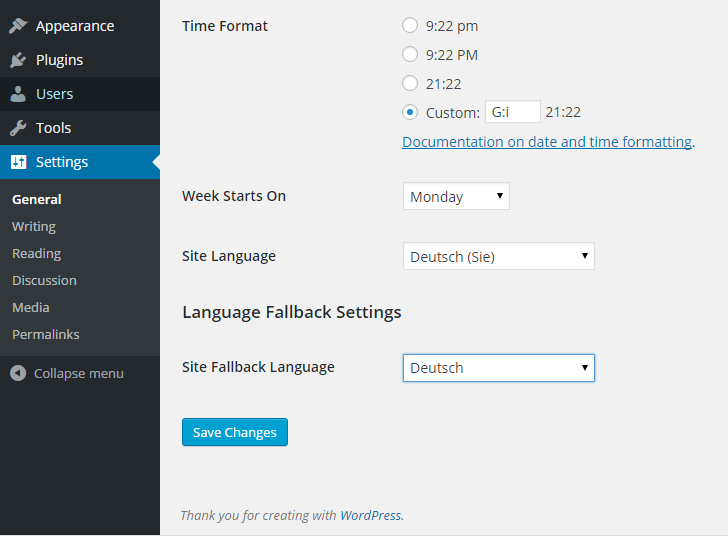 Appearance
Plugins
Users
Tools
Settings
General
Writing
Reading
Discussion
Media
Permalinks
Collapse menu
Time Format
9:22 pm
9:22 PM
21:22
Custom: G:i 21:22
Documentation on date and time formatting.
Week Starts On Monday
Site Language Deutsch (Sie)
Language Fallback Settings
Site Fallback Language Deutsch
Save Changes
Thank you for creating with WordPress.